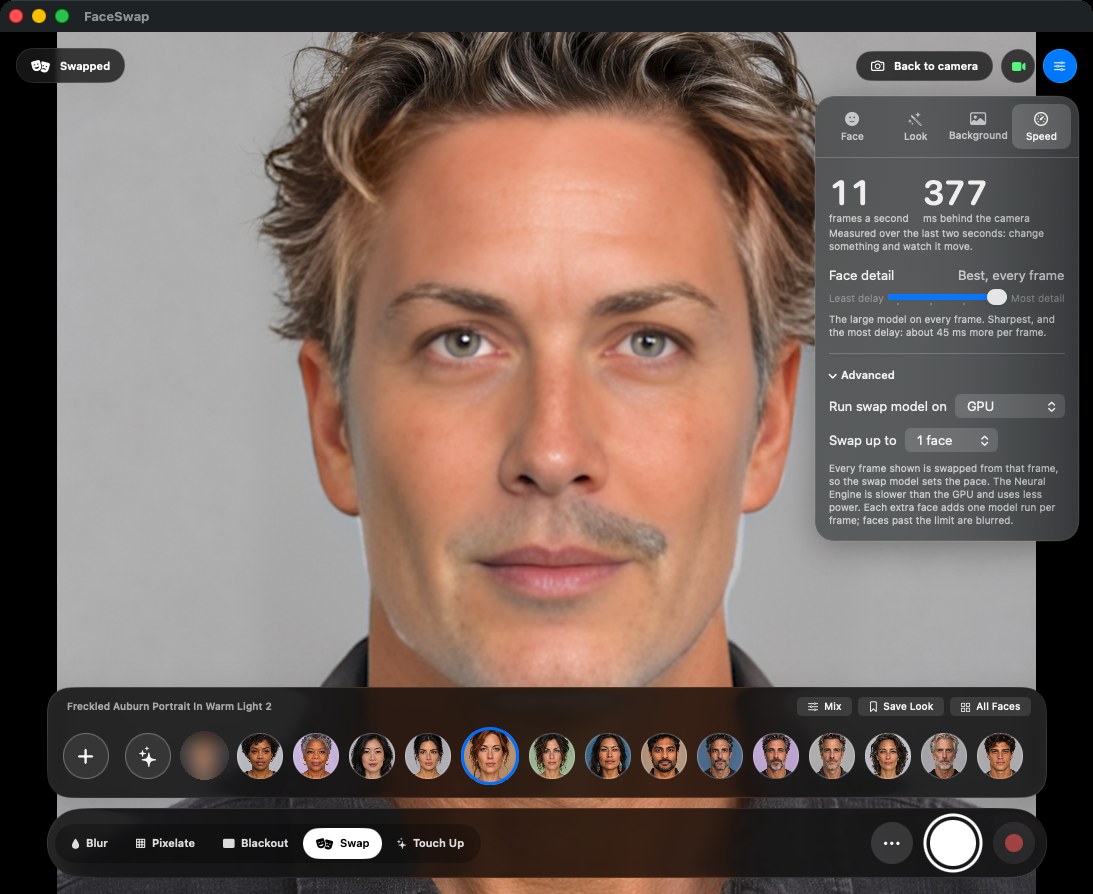 FaceSwap
Swapped
Back to camera
Face
Look
Background
Speed
11
377
frames a second
ms behind the camera
Measured over the last two seconds: change
something and watch it move.
Face detail
Best, every frame
Least delay
Most detail
The large model on every frame. Sharpest, and
the most delay: about 45 ms more per frame.
Advanced
Run swap model on
GPU
Swap up to
1 face
Every frame shown is swapped from that frame,
so the swap model sets the pace. The Neural
Engine is slower than the GPU and uses less
power. Each extra face adds one model run per
frame; faces past the limit are blurred.
Freckled Auburn Portrait In Warm Light 2
Mix
Save Look
All Faces
Blur
Pixelate
Blackout
Swap
Touch Up